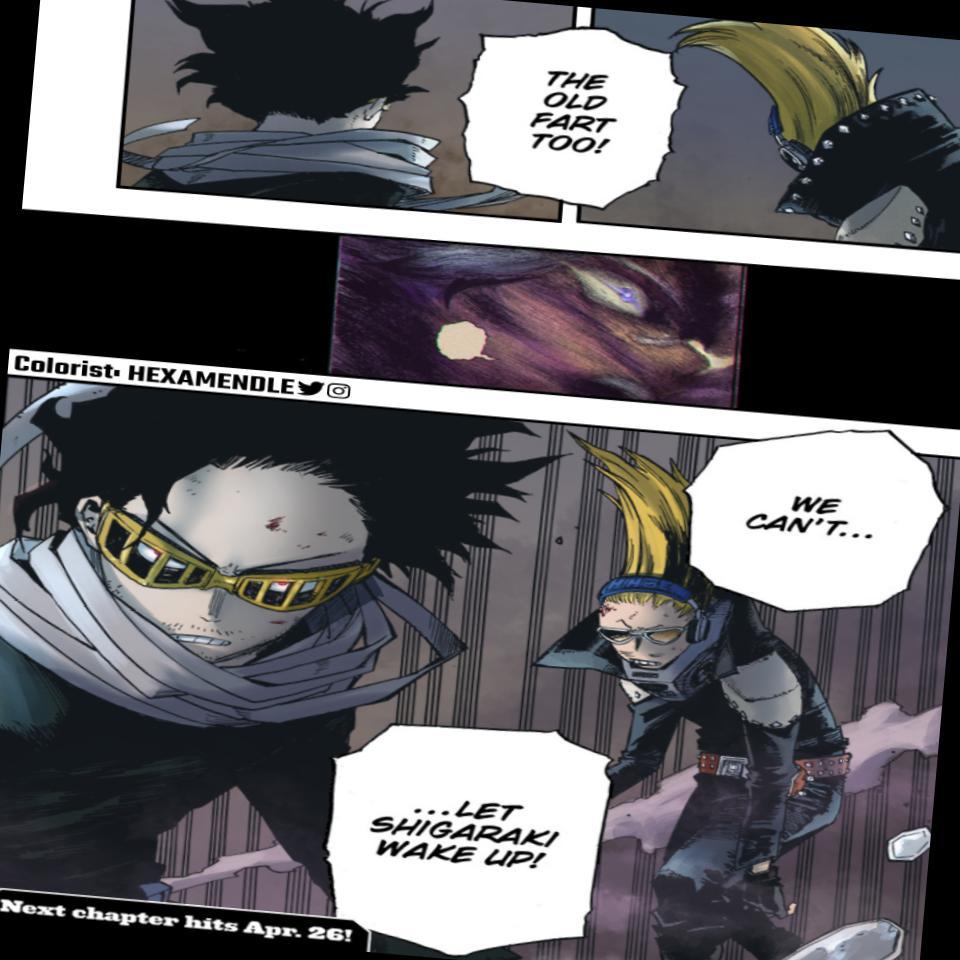 THE
OLD
FART
TOO!
Colorist: HEXAMENDLE
WE
CAN'T...
...LET
SHIGARAKI
WAKE UP!
Next chapter hits Apr. 26!